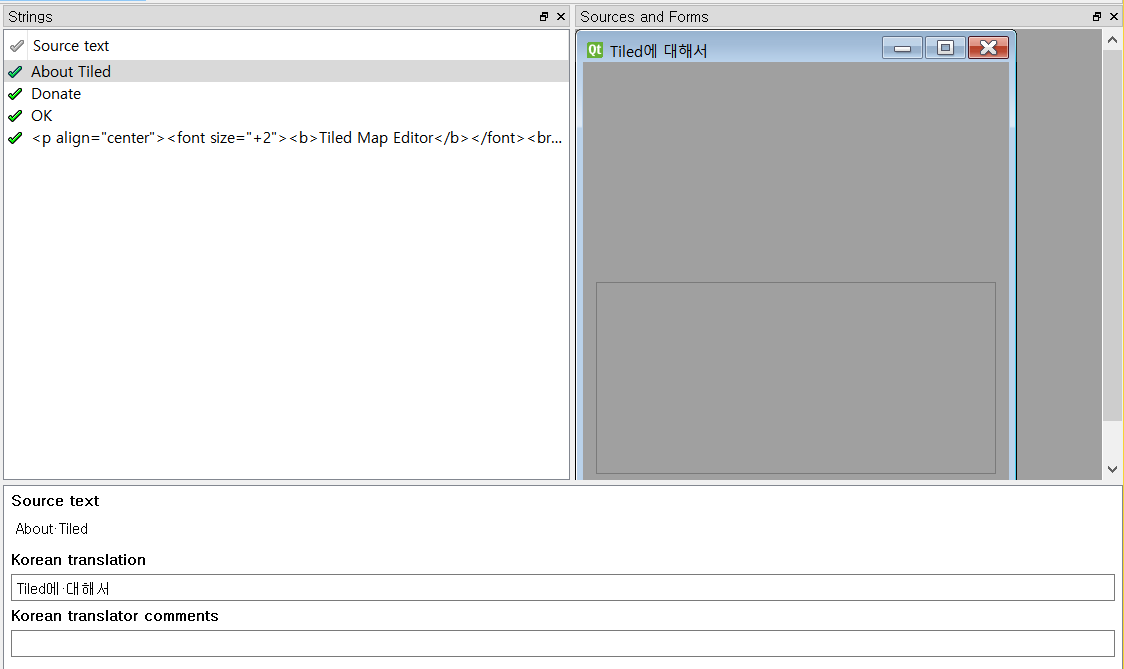 Strings
Source text
About Tiled
Donate
OK
<p align="center"><font size="+2"><b>Tiled Map Editor</b></font><br...
Sources and Forms
Qt Tiled에 대해서
Source text
About·Tiled
Korean translation
Tiled에·대해서
Korean translator comments